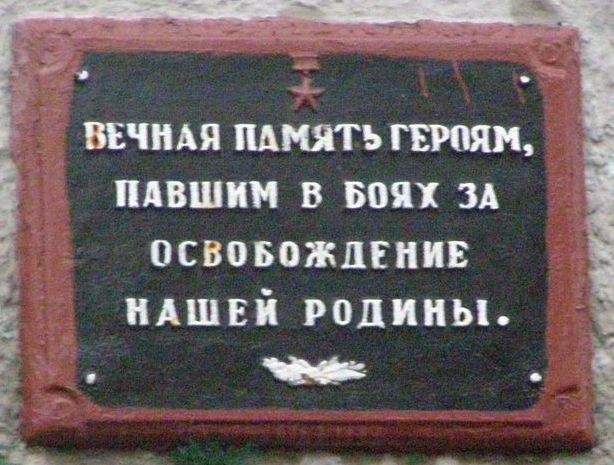 ВЕЧНАЯ ПАМЯТЬ ГЕРОЯМ,
ПАВШИМ В БОЯХ ЗА
ОСВОБОЖДЕНИЕ
НАШЕЙ РОДИНЫ.